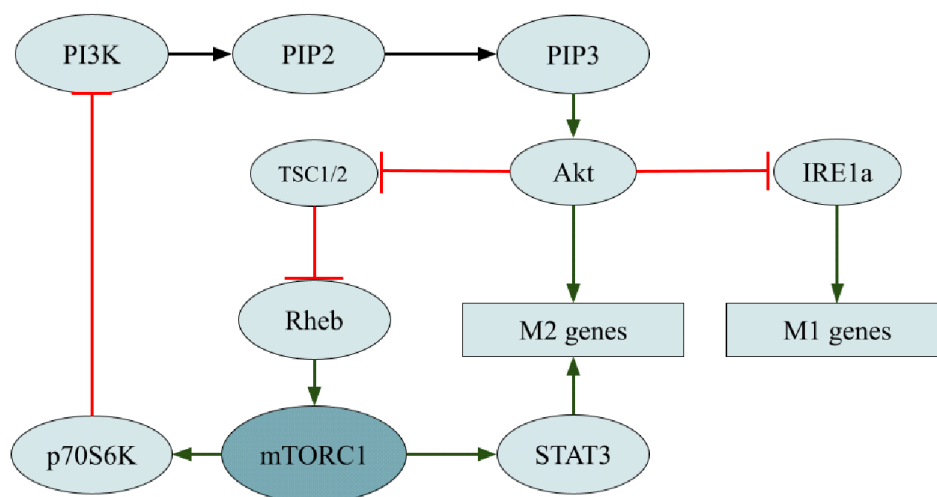 PI3K
PIP2
PIP3
TSC1/2
Akt
IRE1a
Rheb
M2 genes
M1 genes
p70S6K
mTORC1
STAT3